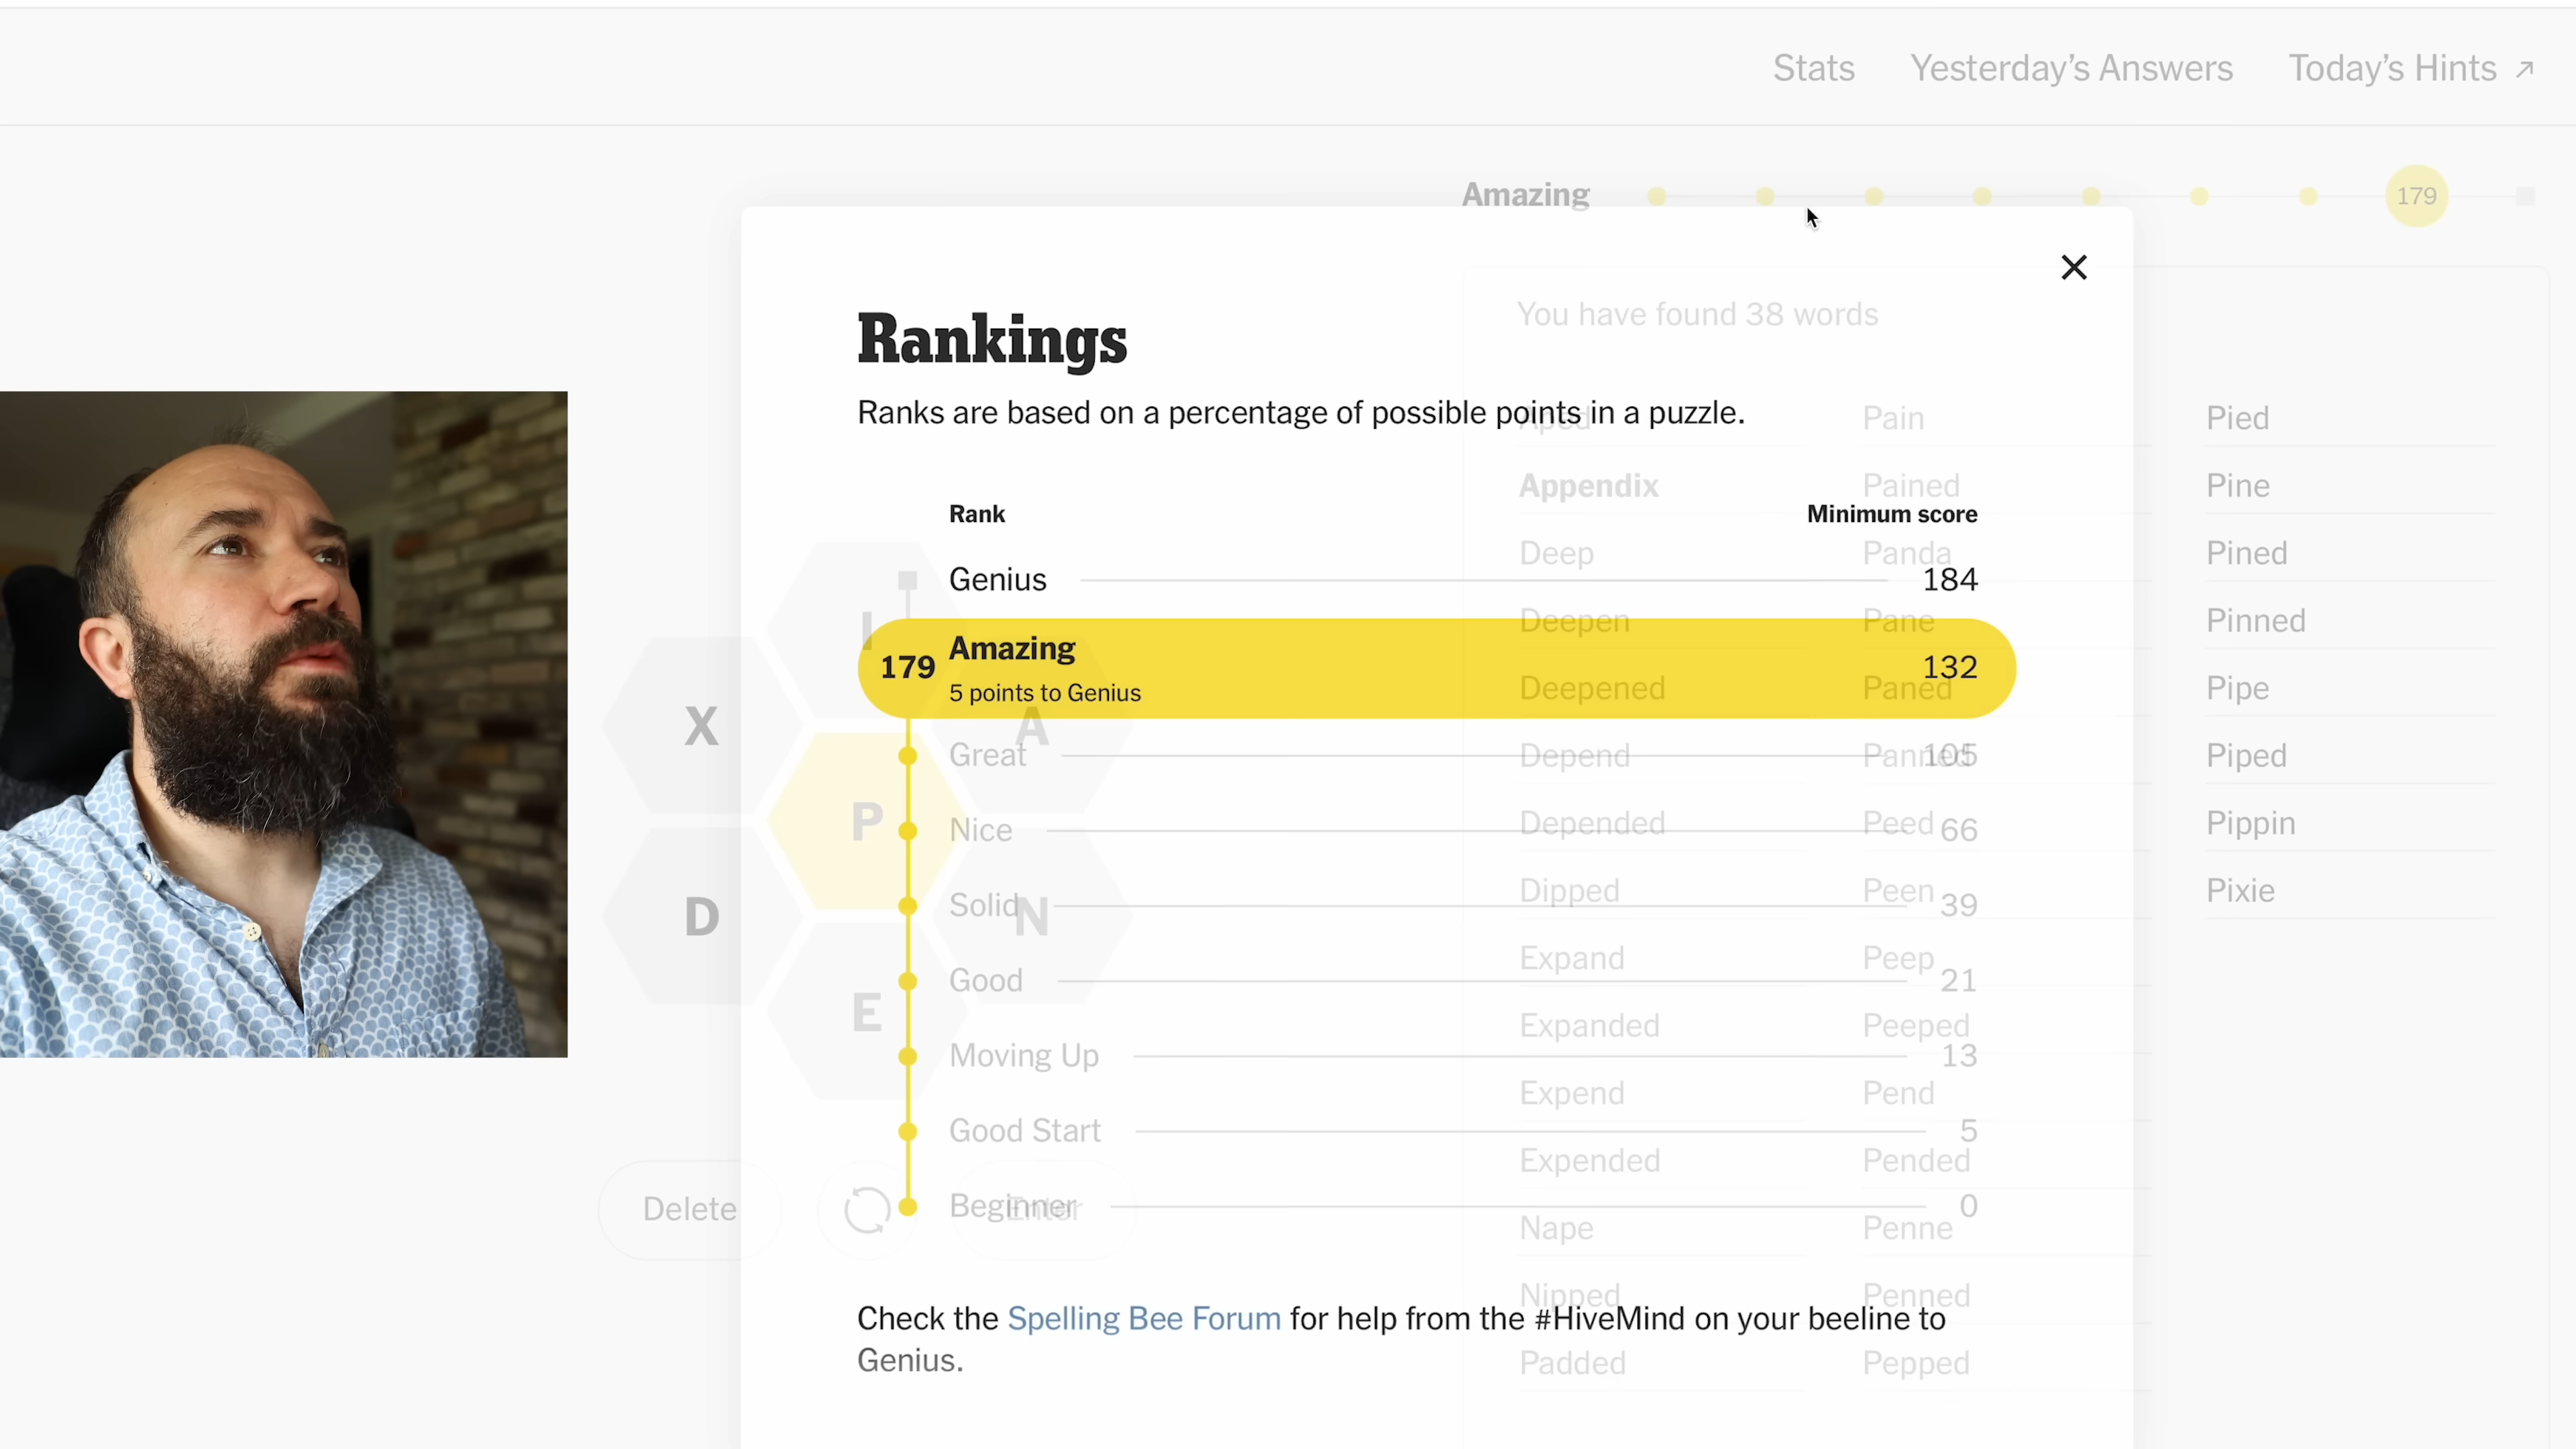 Stats Yesterday's Answers Today's Hints ↗
Amazing 179
You have found 38 words
Rankings
Ranks are based on a percentage of possible points in a puzzle.
Rank Minimum score
Genius 184
179 Amazing 132
5 points to Genius
Great 105
Nice 66
Solid 39
Good 21
Moving Up 13
Good Start 5
Beginner 0
Check the Spelling Bee Forum for help from the #HiveMind on your beeline to
Genius.
I
X
A
P
D
N
E
Delete Enter
Aped
Appendix
Deep
Deepen
Deepened
Depend
Depended
Dipped
Expand
Expanded
Expend
Expended
Nape
Nipped
Padded
Pain
Pained
Panda
Pane
Paned
Panned
Peed
Peen
Peep
Peeped
Pend
Pended
Penne
Penned
Pepped
Pied
Pine
Pined
Pinned
Pipe
Piped
Pippin
Pixie